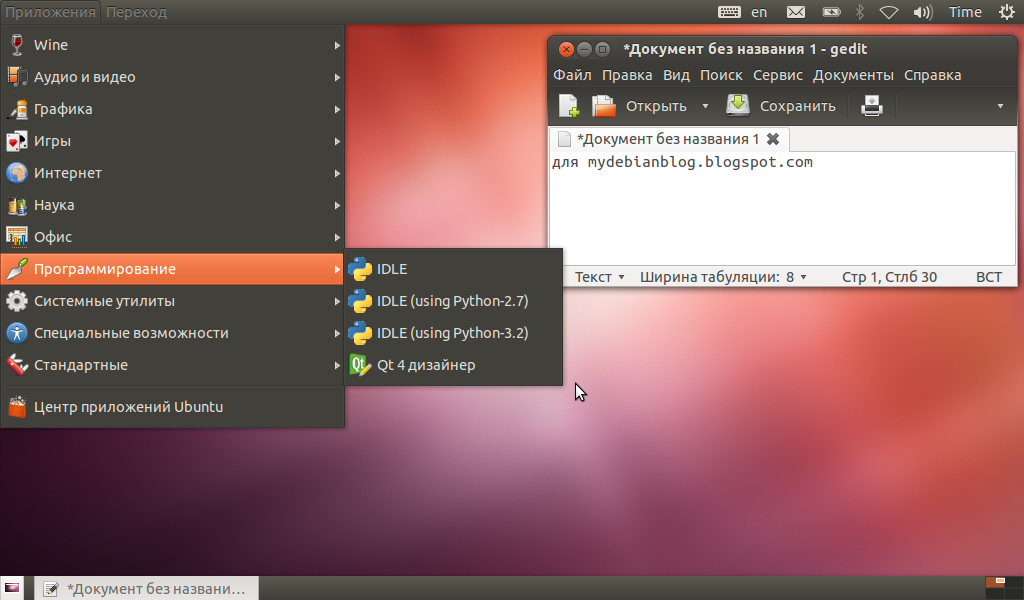 Приложения Переход
en Time
Wine
Аудио и видео
Графика
Игры
Интернет
Наука
Офис
Программирование
Системные утилиты
Специальные возможности
Стандартные
Центр приложений Ubuntu
IDLE
IDLE (using Python-2.7)
IDLE (using Python-3.2)
Qt 4 дизайнер
*Документ без названия 1 - gedit
Файл Правка Вид Поиск Сервис Документы Справка
Открыть Сохранить
*Документ без названия 1
для mydebianblog.blogspot.com
Текст Ширина табуляции: 8 Стр 1, Стлб 30 ВСТ
*Документ без названи...